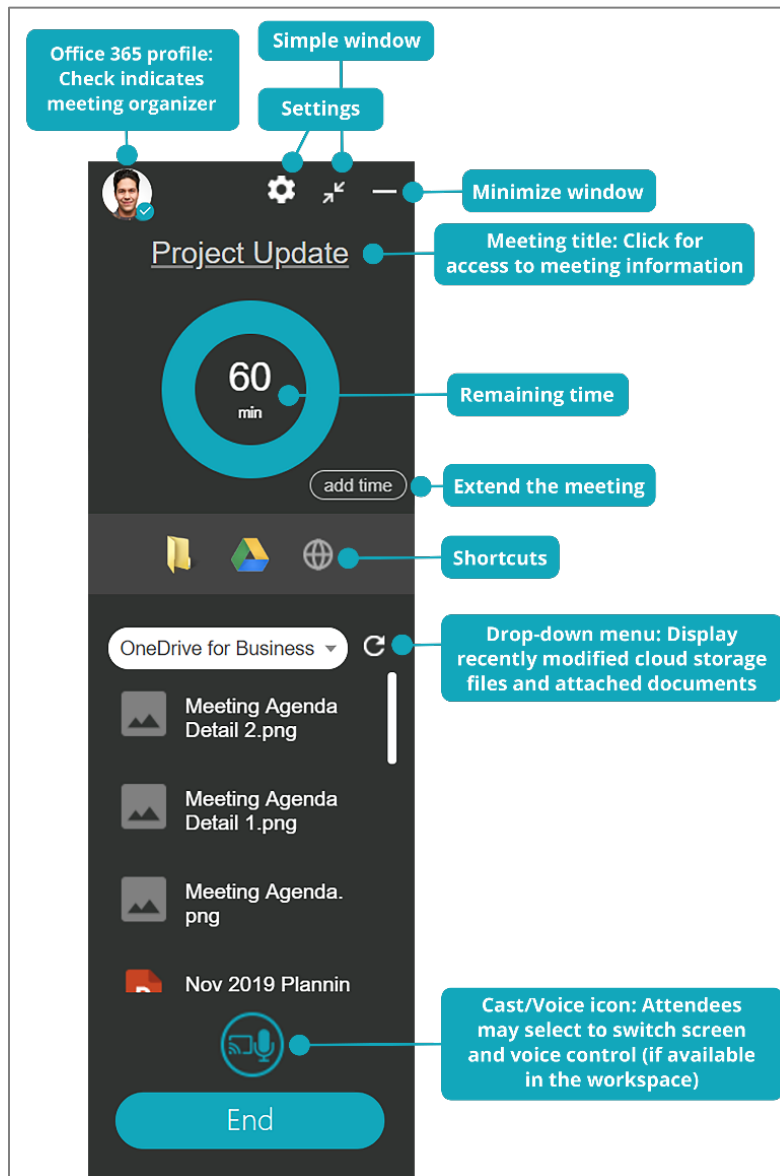 Office 365 profile:
Check indicates
meeting organizer
Simple window
Settings
Minimize window
Project Update
Meeting title: Click for
access to meeting information
60
min
Remaining time
add time
Extend the meeting
Shortcuts
OneDrive for Business
Drop-down menu: Display
recently modified cloud storage
files and attached documents
Meeting Agenda
Detail 2.png
Meeting Agenda
Detail 1.png
Meeting Agenda.
png
Nov 2019 Plannin
Cast/Voice icon: Attendees
may select to switch screen
and voice control (if available
in the workspace)
End